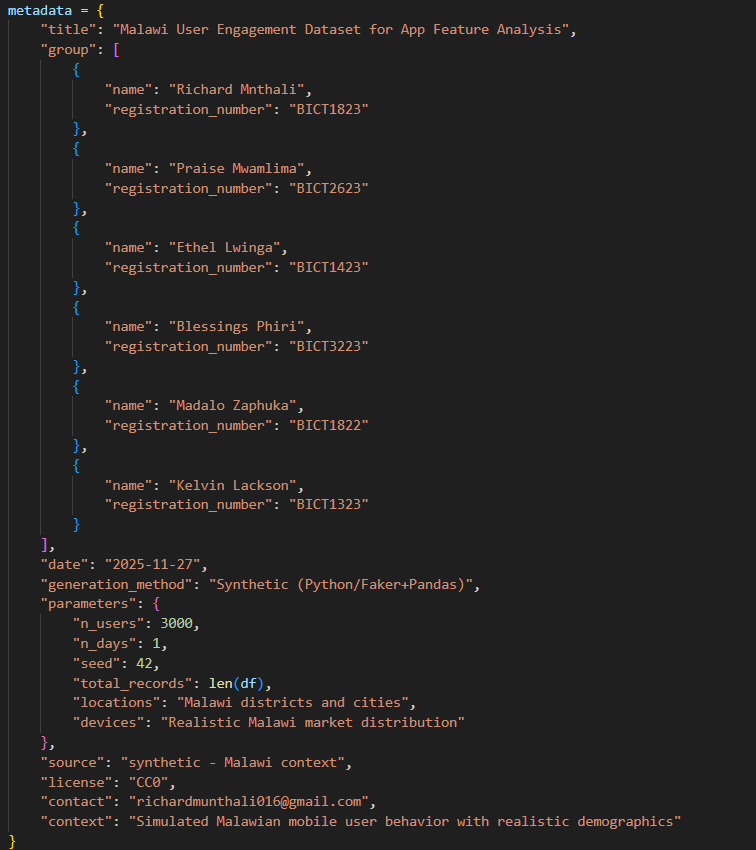 metadata = {
    "title": "Malawi User Engagement Dataset for App Feature Analysis",
    "group": [
        {
            "name": "Richard Mnthali",
            "registration_number": "BICT1823"
        },
        {
            "name": "Praise Mwamlima",
            "registration_number": "BICT2623"
        },
        {
            "name": "Ethel Lwinga",
            "registration_number": "BICT1423"
        },
        {
            "name": "Blessings Phiri",
            "registration_number": "BICT3223"
        },
        {
            "name": "Madalo Zaphuka",
            "registration_number": "BICT1822"
        },
        {
            "name": "Kelvin Lackson",
            "registration_number": "BICT1323"
        }
    ],
    "date": "2025-11-27",
    "generation_method": "Synthetic (Python/Faker+Pandas)",
    "parameters": {
        "n_users": 3000,
        "n_days": 1,
        "seed": 42,
        "total_records": len(df),
        "locations": "Malawi districts and cities",
        "devices": "Realistic Malawi market distribution"
    },
    "source": "synthetic - Malawi context",
    "license": "CC0",
    "contact": "richardmunthali016@gmail.com",
    "context": "Simulated Malawian mobile user behavior with realistic demographics"
}